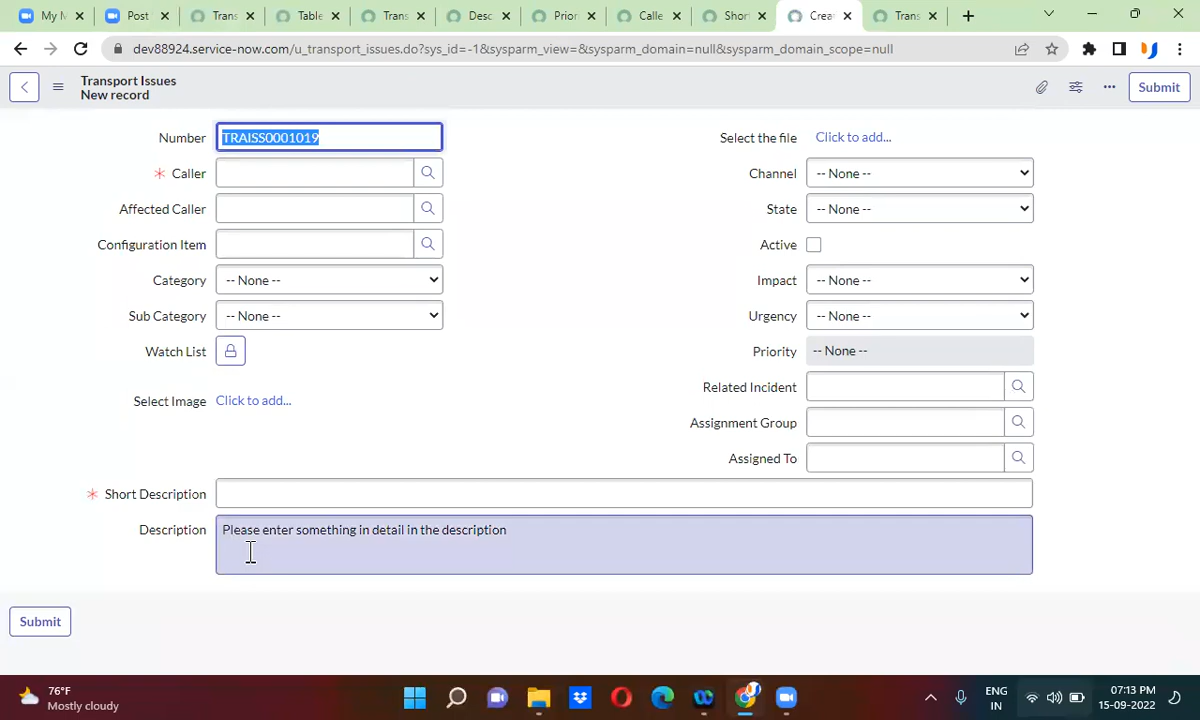 My M
Post
Trans
Table
Trans
Desc
Prior
Calle
Short
Crea
Trans
dev88924.service-now.com/u_transport_issues.do?sys_id=-1&sysparm_view=&sysparm_domain=null&sysparm_domain_scope=null
Transport Issues
New record
Submit
Number TRAISS0001019
Select the file Click to add...
* Caller
Channel -- None --
Affected Caller
State -- None --
Configuration Item
Active
Category -- None --
Impact -- None --
Sub Category -- None --
Urgency -- None --
Watch List
Priority -- None --
Related Incident
Select Image Click to add...
Assignment Group
Assigned To
* Short Description
Description Please enter something in detail in the description
Submit
76°F
Mostly cloudy
ENG
IN
07:13 PM
15-09-2022